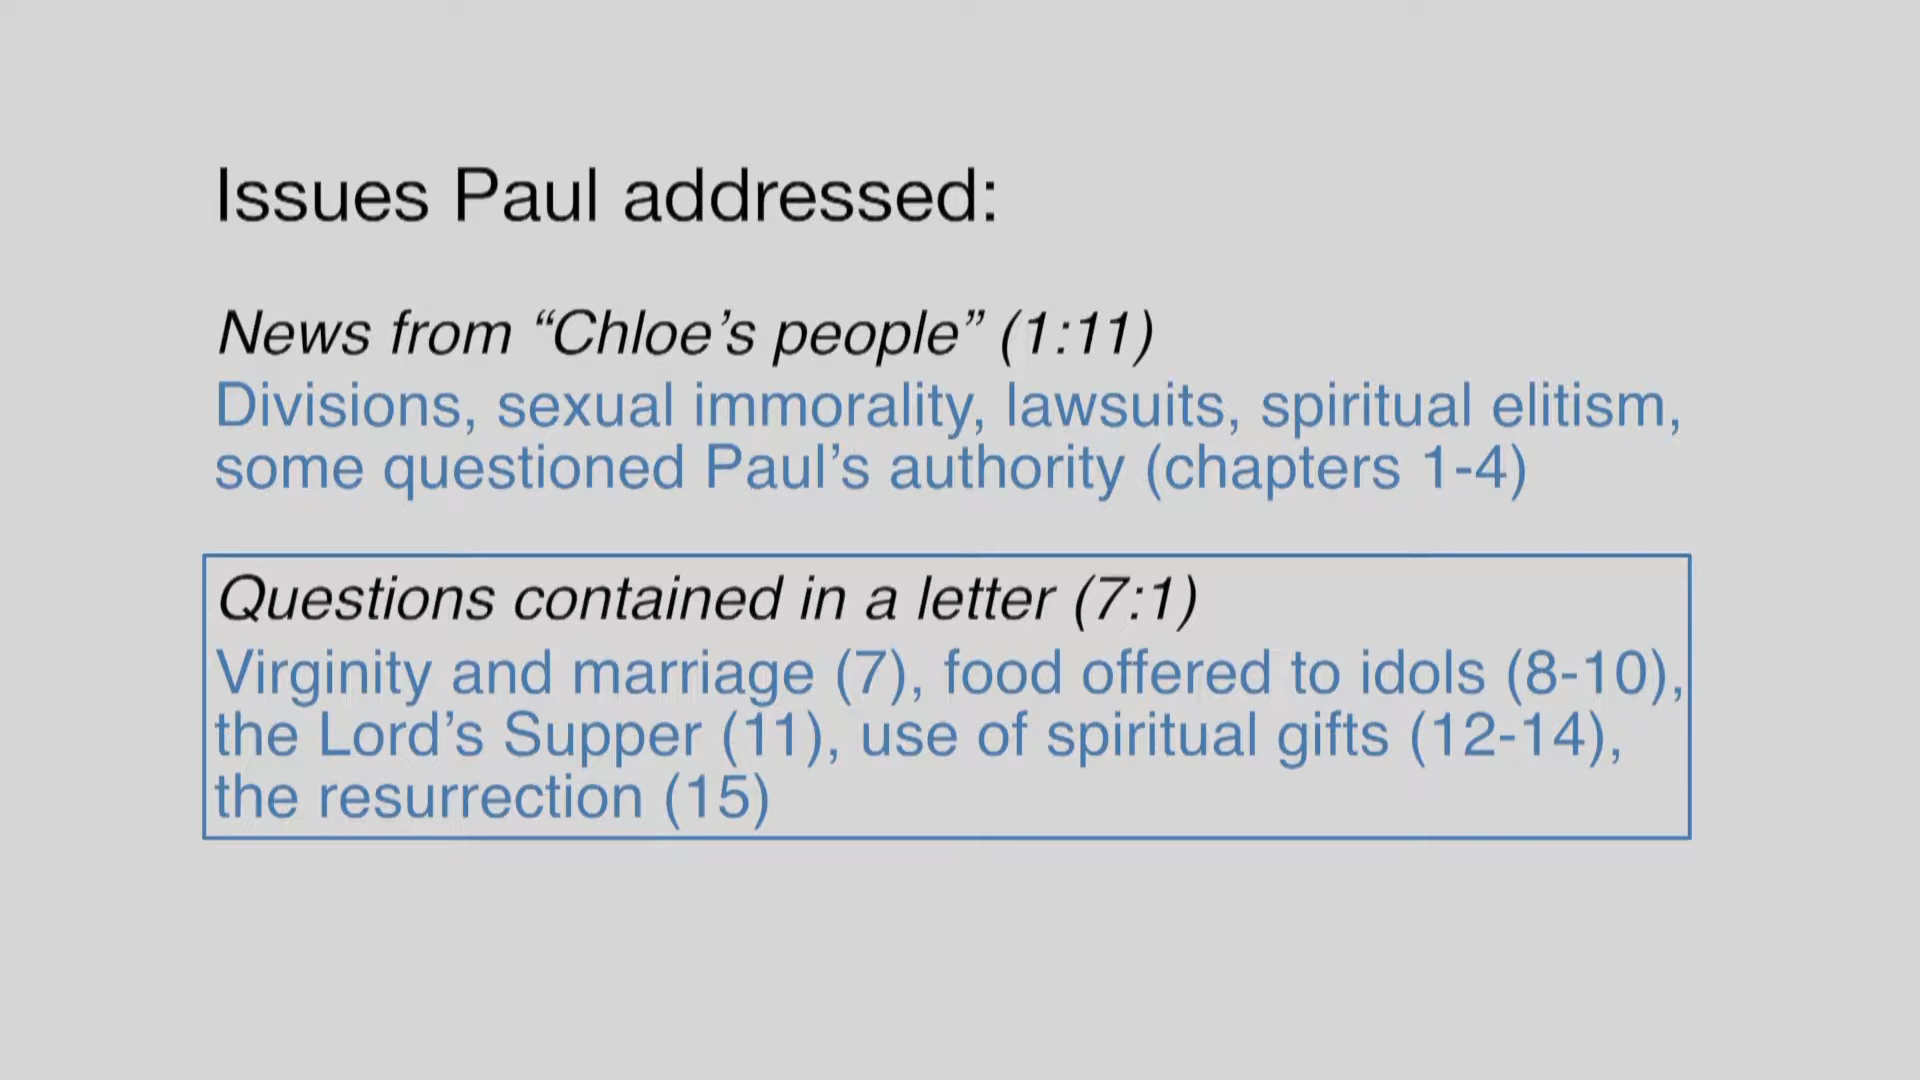 Issues Paul addressed:
News from “Chloe’s people” (1:11)
Divisions, sexual immorality, lawsuits, spiritual elitism,
some questioned Paul’s authority (chapters 1-4)
Questions contained in a letter (7:1)
Virginity and marriage (7), food offered to idols (8-10),
the Lord’s Supper (11), use of spiritual gifts (12-14),
the resurrection (15)